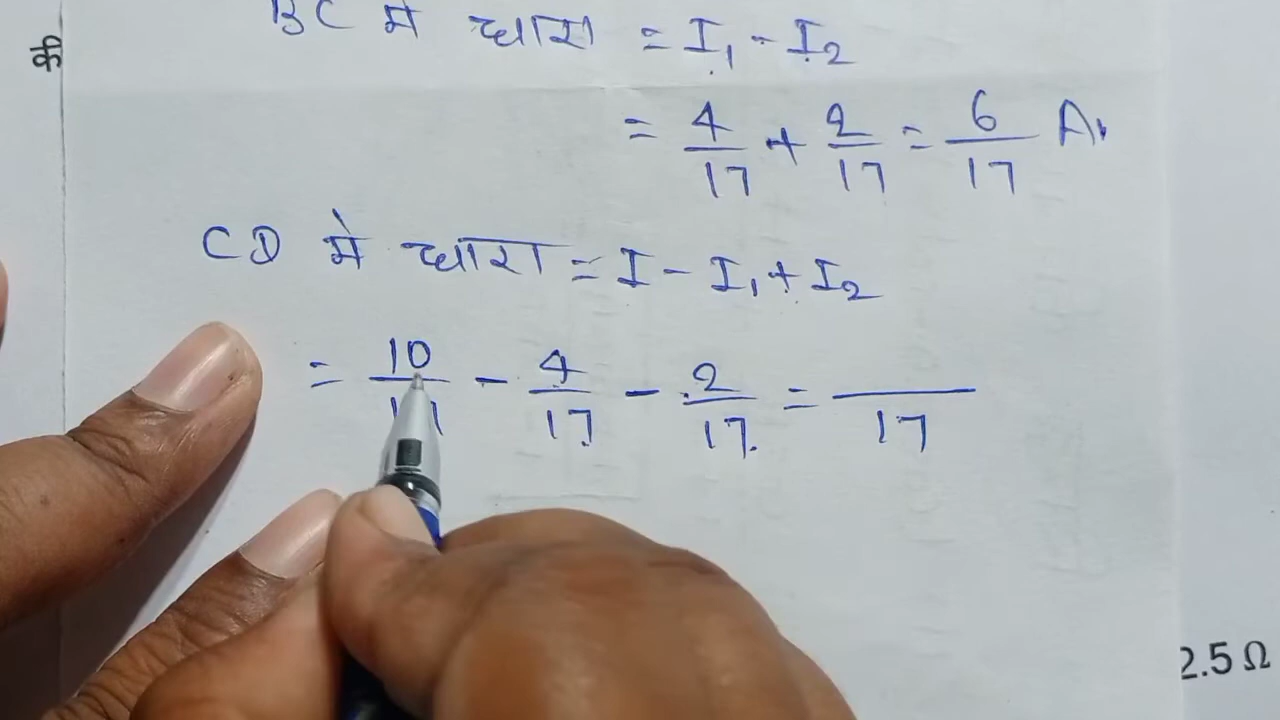 BC में धारा = I₁ - I₂
क
= 4/17 + 2/17 = 6/17 A.
CD में धारा = I - I₁ + I₂
= 10/17 - 4/17 - 2/17 = /17
2.5 Ω